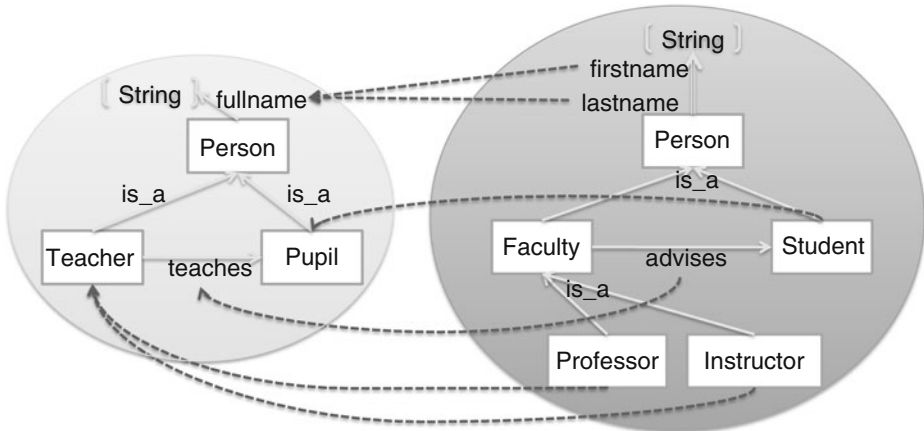 [ String ]
fullname
Person
is_a
is_a
Teacher
teaches
Pupil
[ String ]
firstname
lastname
Person
is_a
Faculty
advises
Student
is_a
Professor
Instructor